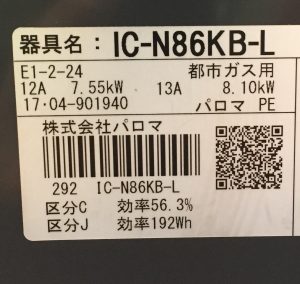 器具名：IC-N86KB-L
E1-2-24 都市ガス用
12A 7.55kW 13A 8.10kW
17･04-901940 パロマ PE
株式会社パロマ
292 IC-N86KB-L
区分C 効率56.3%
区分J 効率192Wh